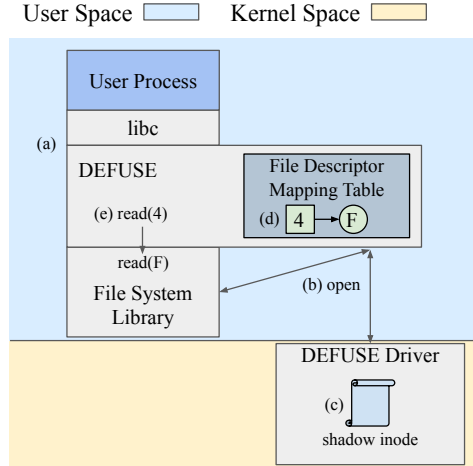 User Space
Kernel Space
User Process
(a)
libc
DEFUSE
File Descriptor
Mapping Table
(d) 4 F
(e) read(4)
read(F)
File System
Library
(b) open
DEFUSE Driver
(c)
shadow inode